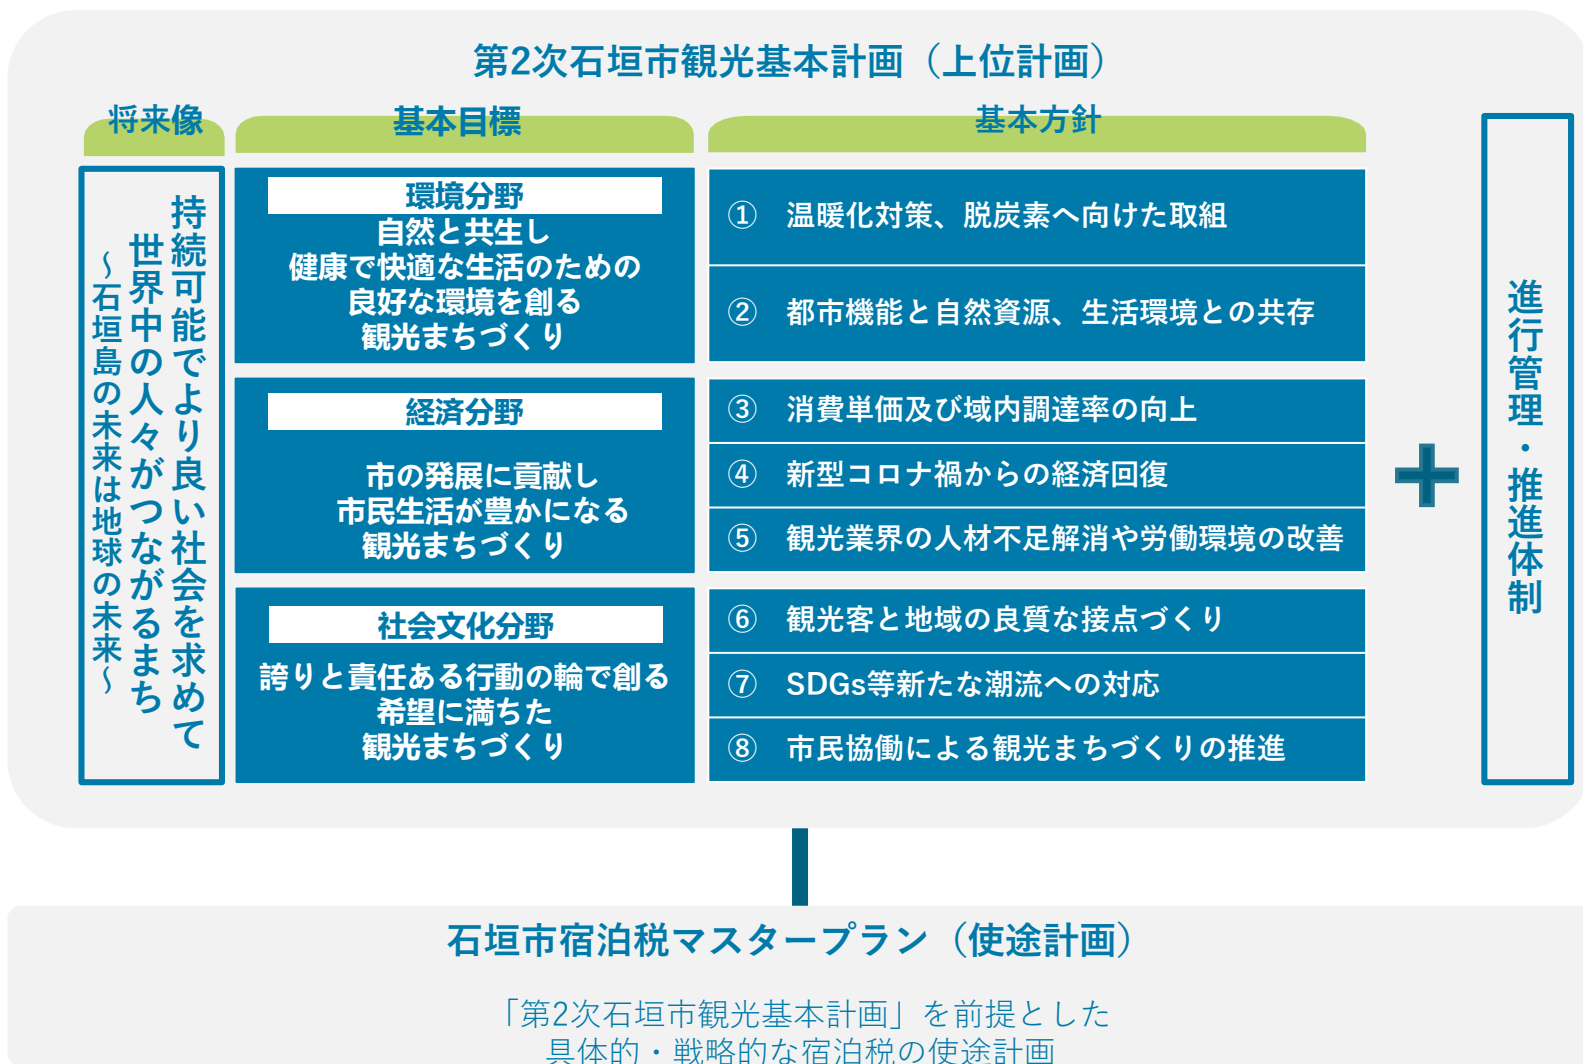 第2次石垣市観光基本計画（上位計画）
将来像
基本目標
基本方針
持続可能でより良い社会を求めて
世界中の人々がつながるまち
～石垣島の未来は地球の未来～
環境分野
自然と共生し
健康で快適な生活のための
良好な環境を創る
観光まちづくり
① 温暖化対策、脱炭素へ向けた取組
② 都市機能と自然資源、生活環境との共存
経済分野
市の発展に貢献し
市民生活が豊かになる
観光まちづくり
③ 消費単価及び域内調達率の向上
④ 新型コロナ禍からの経済回復
⑤ 観光業界の人材不足解消や労働環境の改善
社会文化分野
誇りと責任ある行動の輪で創る
希望に満ちた
観光まちづくり
⑥ 観光客と地域の良質な接点づくり
⑦ SDGs等新たな潮流への対応
⑧ 市民協働による観光まちづくりの推進
進行管理・推進体制
石垣市宿泊税マスタープラン（使途計画）
「第2次石垣市観光基本計画」を前提とした
具体的・戦略的な宿泊税の使途計画